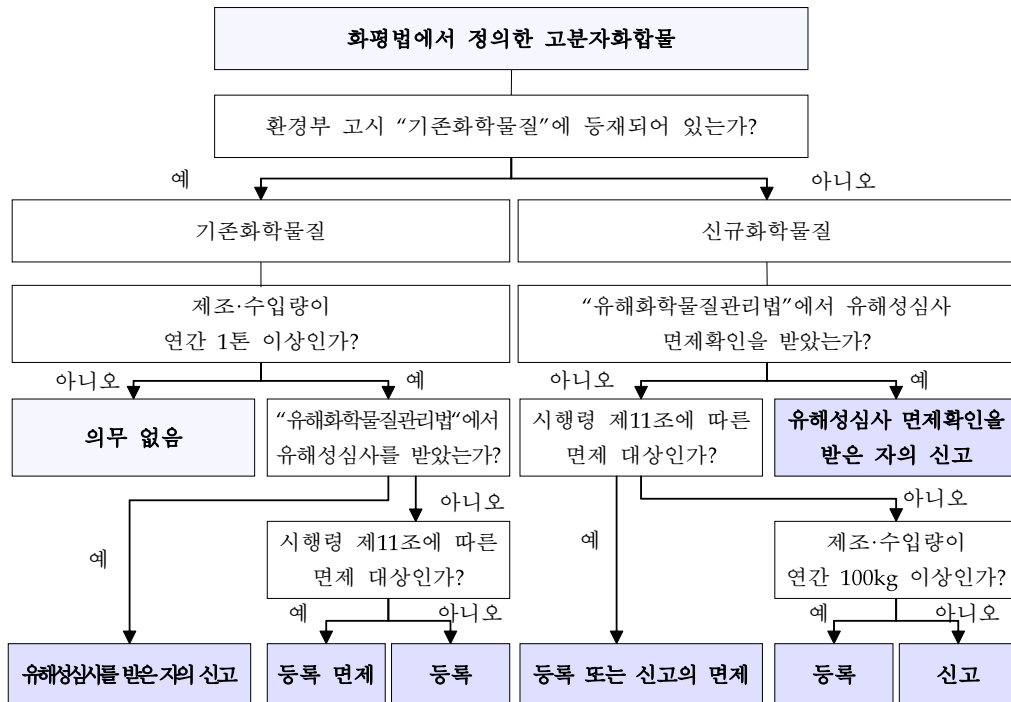 화평법에서 정의한 고분자화합물
환경부 고시 “기존화학물질”에 등재되어 있는가?
예
아니오
기존화학물질
신규화학물질
제조·수입량이
연간 1톤 이상인가?
“유해화학물질관리법”에서 유해성심사
면제확인을 받았는가?
아니오
예
아니오
예
의무 없음
“유해화학물질관리법“에서
유해성심사를 받았는가?
시행령 제11조에 따른
면제 대상인가?
유해성심사 면제확인을
받은 자의 신고
아니오
아니오
예
시행령 제11조에 따른
면제 대상인가?
예
제조·수입량이
연간 100kg 이상인가?
예
아니오
예
아니오
유해성심사를 받은 자의 신고
등록 면제
등록
등록 또는 신고의 면제
등록
신고